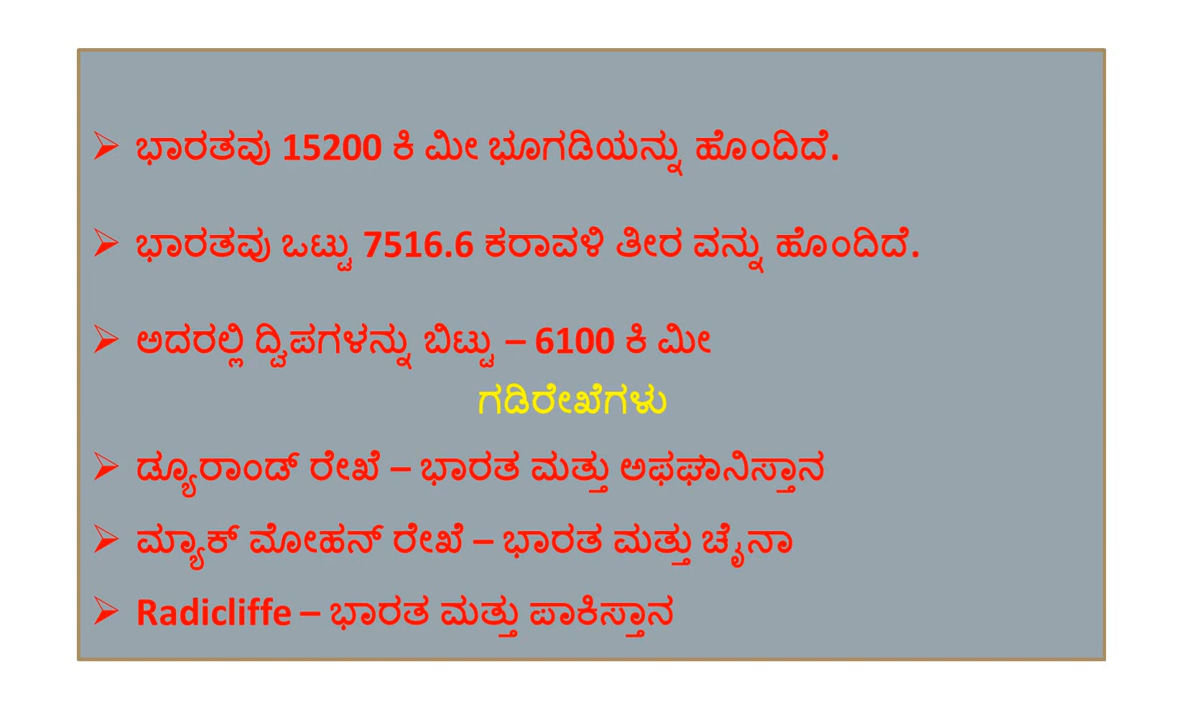 ➢ ಭಾರತವು 15200 ಕಿ ಮೀ ಭೂಗಡಿಯನ್ನು ಹೊಂದಿದೆ.
➢ ಭಾರತವು ಒಟ್ಟು 7516.6 ಕರಾವಳಿ ತೀರ ವನ್ನು ಹೊಂದಿದೆ.
➢ ಅದರಲ್ಲಿ ದ್ವಿಪಗಳನ್ನು ಬಿಟ್ಟು – 6100 ಕಿ ಮೀ
ಗಡಿರೇಖೆಗಳು
➢ ಡ್ಯೂರಾಂಡ್ ರೇಖೆ – ಭಾರತ ಮತ್ತು ಅಫಘಾನಿಸ್ತಾನ
➢ ಮ್ಯಾಕ್ ಮೋಹನ್ ರೇಖೆ – ಭಾರತ ಮತ್ತು ಚೈನಾ
➢ Radicliffe – ಭಾರತ ಮತ್ತು ಪಾಕಿಸ್ತಾನ